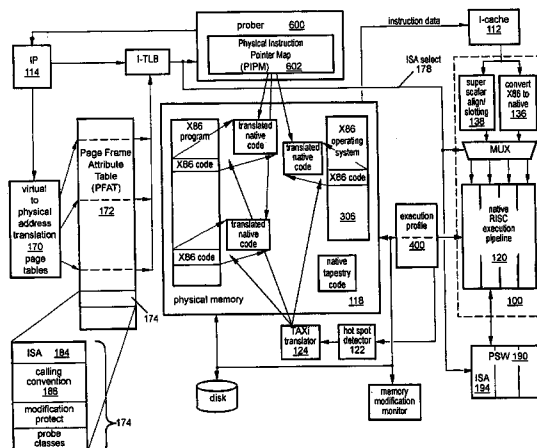 prober 600
Physical Instruction
Pointer Map
(PIPM) 602
instruction data
I-cache
112
IP
114
I-TLB
ISA select
178
super
scalar
align/
slotting
138
convert
X86 to
native
136
MUX
X86
program
X86 code
translated
native
code
translated
native code
X86
operating
system
X86
code
306
Page Frame
Attribute
Table
(PFAT)
172
virtual
to
physical
address
translation
170
page
tables
translated
native
code
X86 code
execution
profile
400
native
RISC
execution
pipeline
120
100
native
tapestry
code
physical memory
118
174
TAXi
translator
124
hot spot
detector
122
PSW 190
ISA
194
ISA 184
calling
convention
186
modification
protect
probe
classes
174
disk
memory
modification
monitor